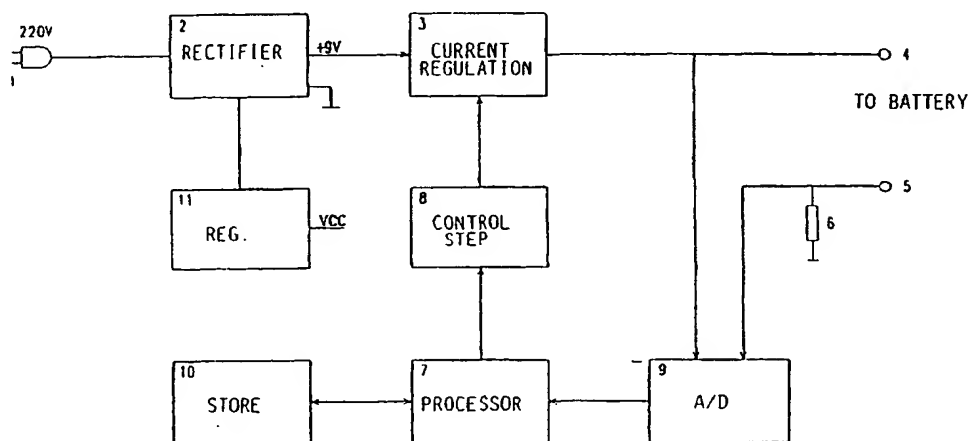 220V
1
2
RECTIFIER
+9V
3
CURRENT
REGULATION
4
TO BATTERY
5
6
11
REG.
VCC
8
CONTROL
STEP
10
STORE
7
PROCESSOR
9
A/D